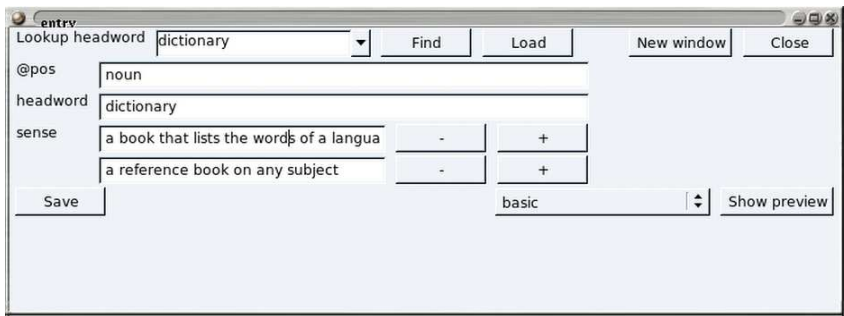 entry
Lookup headword dictionary Find Load New window Close
@pos noun
headword dictionary
sense a book that lists the words of a langua - +
a reference book on any subject - +
Save basic Show preview